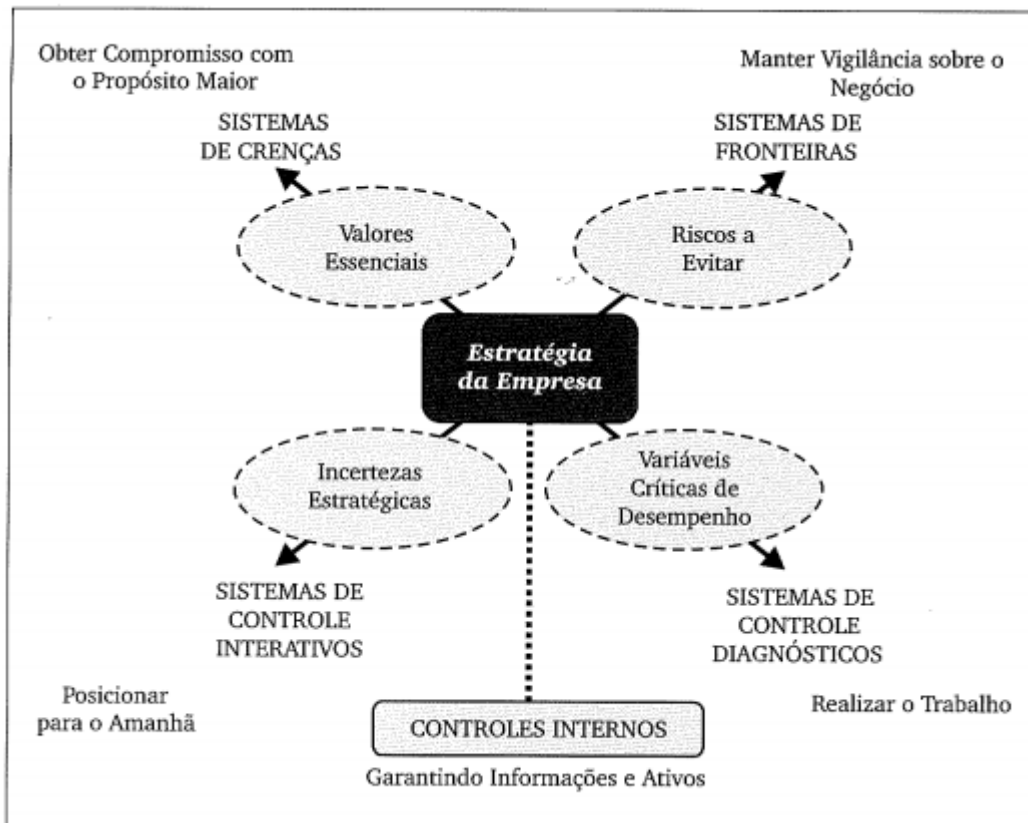 Obter Compromisso com
o Propósito Maior
SISTEMAS
DE CRENÇAS
Manter Vigilância sobre o
Negócio
SISTEMAS DE
FRONTEIRAS
Valores
Essenciais
Riscos a
Evitar
Estratégia
da Empresa
Incertezas
Estratégicas
Variáveis
Críticas de
Desempenho
SISTEMAS DE
CONTROLE
INTERATIVOS
SISTEMAS DE
CONTROLE
DIAGNÓSTICOS
Posicionar
para o Amanhã
Realizar o Trabalho
CONTROLES INTERNOS
Garantindo Informações e Ativos